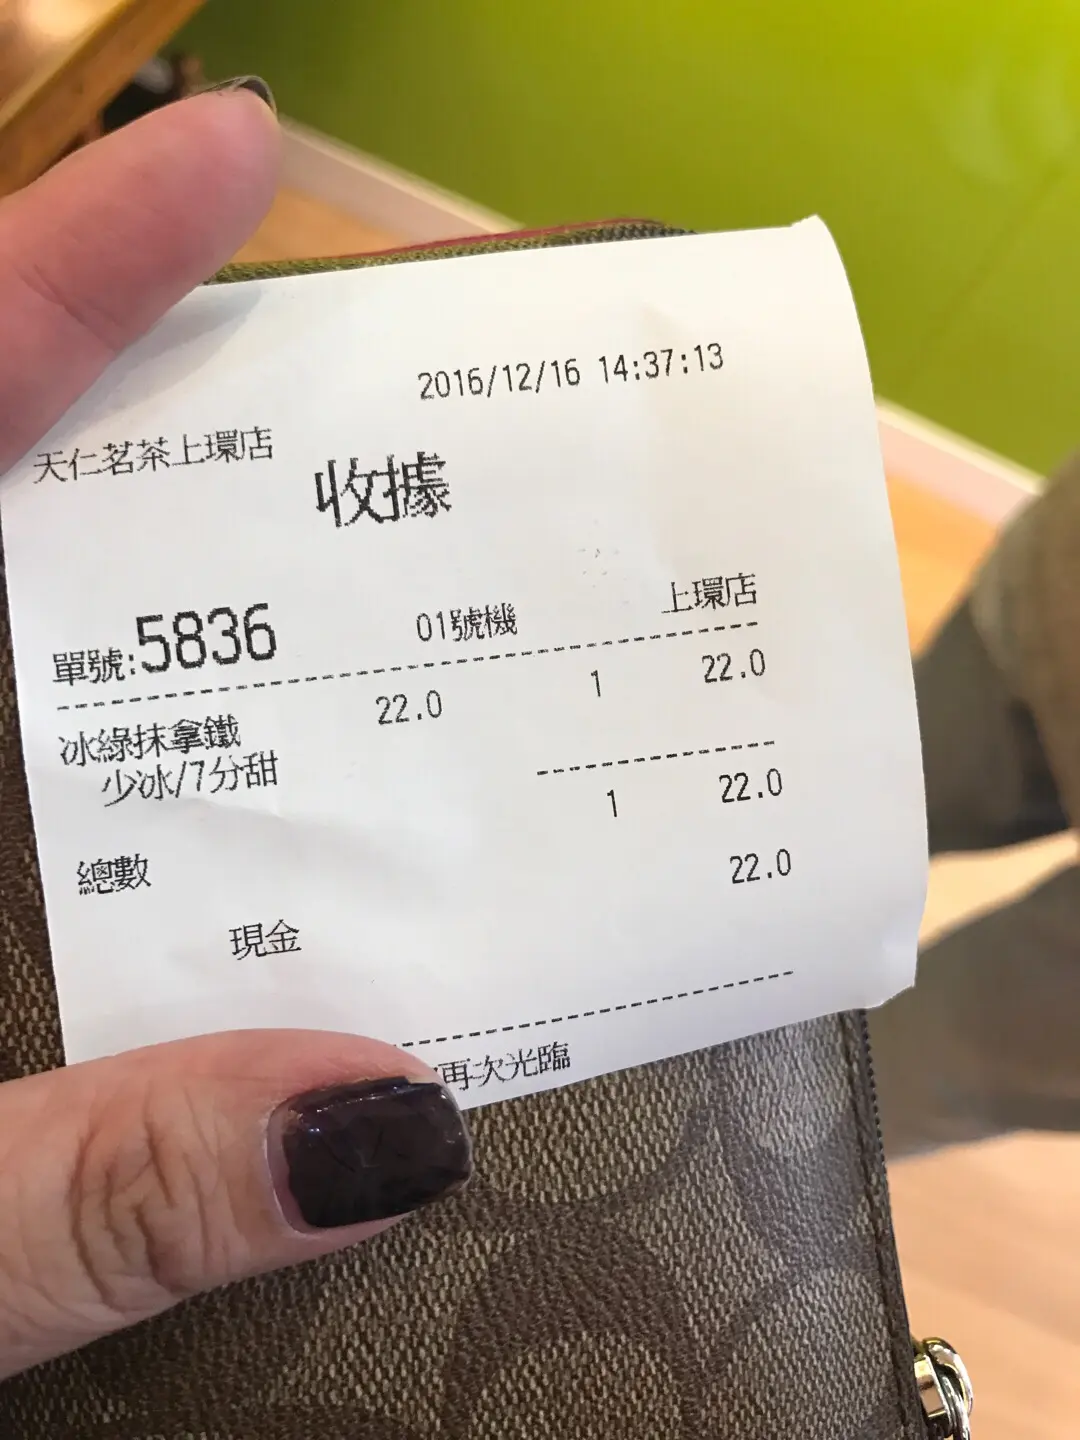 2016/12/16 14:37:13
天仁茗茶上環店
收據
單號:5836 01號機 上環店
冰綠抹拿鐵 22.0 1 22.0
少冰/7分甜
1 22.0
總數 22.0
現金
再次光臨